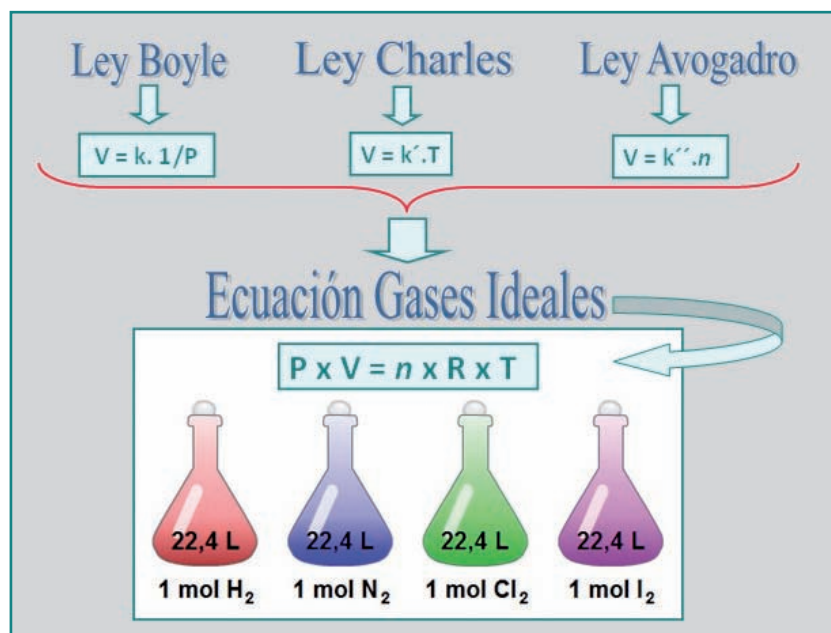 Ley Boyle Ley Charles Ley Avogadro
V = k. 1/P V = k´.T V = k´´.n
Ecuación Gases Ideales
P x V = n x R x T
22,4 L 22,4 L 22,4 L 22,4 L
1 mol H₂ 1 mol N₂ 1 mol Cl₂ 1 mol I₂